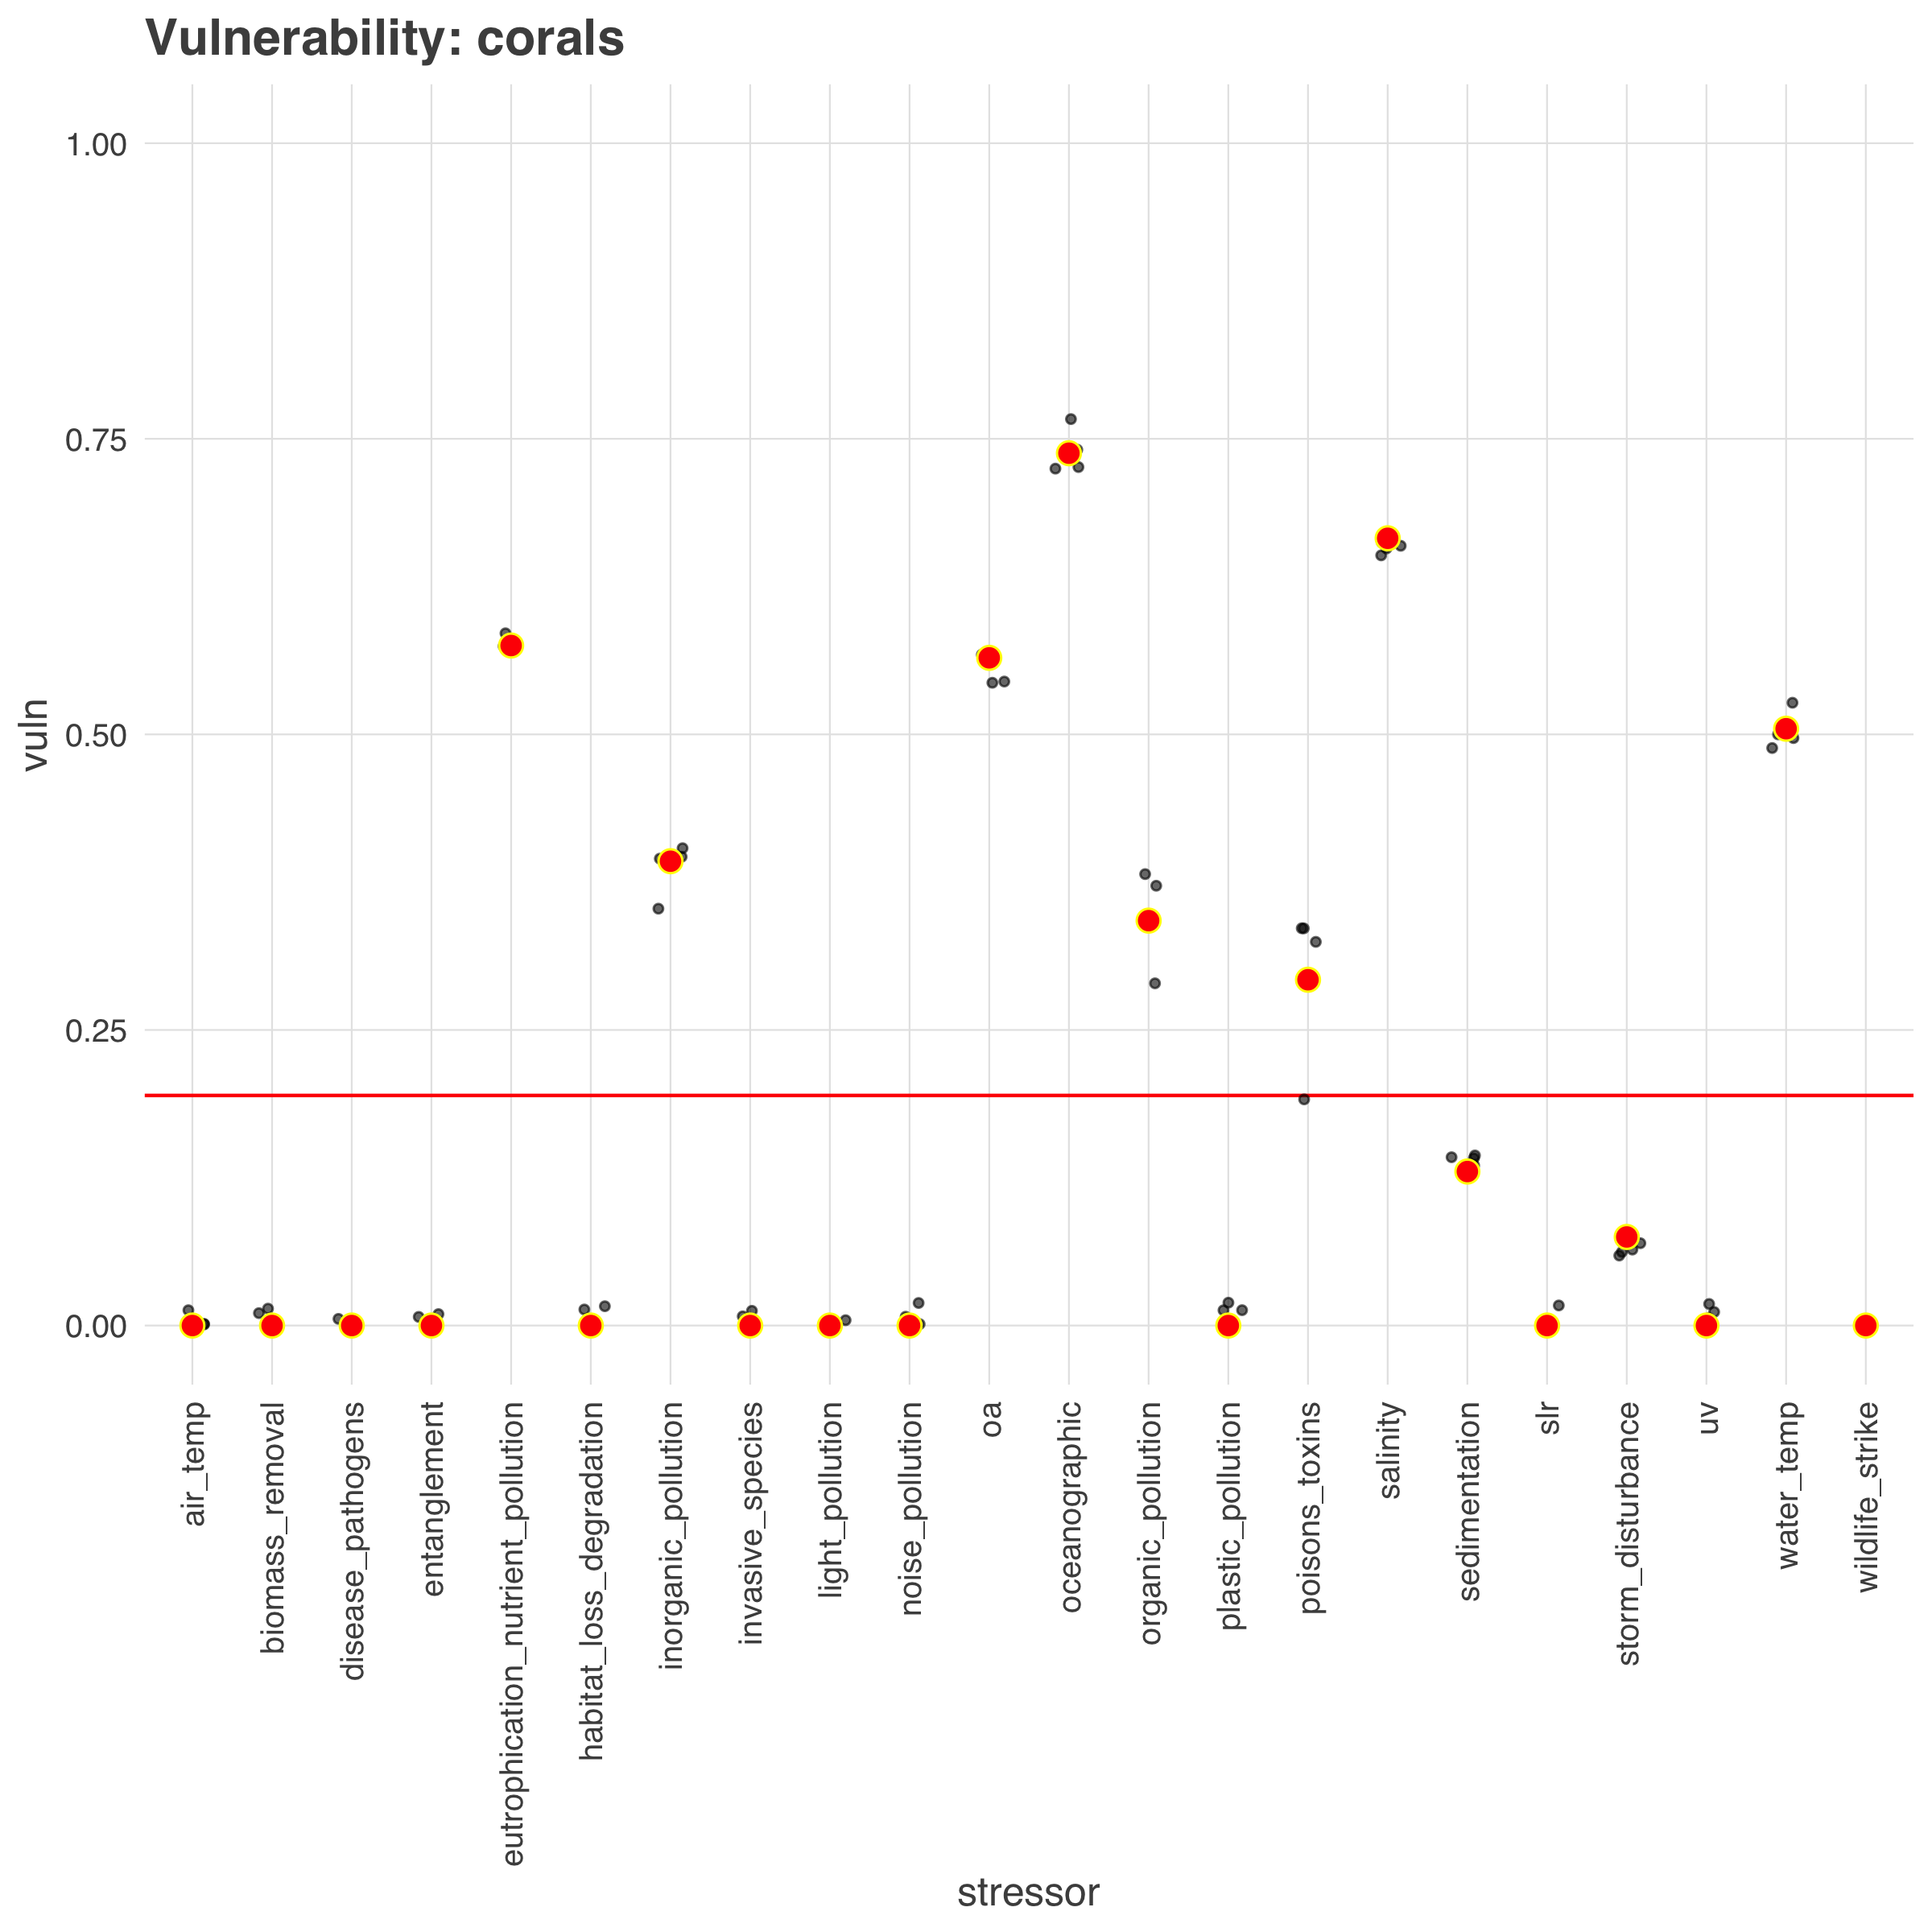 Vulnerability: corals
1.00
0.75
0.50
0.25
0.00
vuln
air_temp
biomass_removal
disease_pathogens
entanglement
eutrophication_nutrient_pollution
habitat_loss_degradation
inorganic_pollution
invasive_species
light_pollution
noise_pollution
oa
oceanographic
organic_pollution
plastic_pollution
poisons_toxins
salinity
sedimentation
slr
storm_disturbance
uv
water_temp
wildlife_strike
stressor